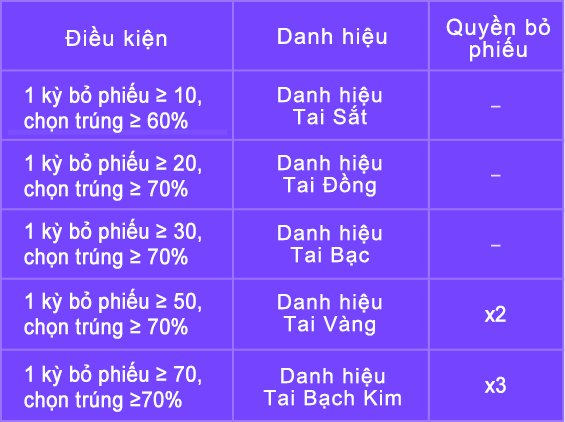 Điều kiện
Danh hiệu
Quyền bỏ
phiếu
1 kỳ bỏ phiếu ≥ 10,
chọn trúng ≥ 60%
Danh hiệu
Tai Sắt
–
1 kỳ bỏ phiếu ≥ 20,
chọn trúng ≥ 70%
Danh hiệu
Tai Đồng
–
1 kỳ bỏ phiếu ≥ 30,
chọn trúng ≥ 70%
Danh hiệu
Tai Bạc
–
1 kỳ bỏ phiếu ≥ 50,
chọn trúng ≥ 70%
Danh hiệu
Tai Vàng
x2
1 kỳ bỏ phiếu ≥ 70,
chọn trúng ≥70%
Danh hiệu
Tai Bạch Kim
x3